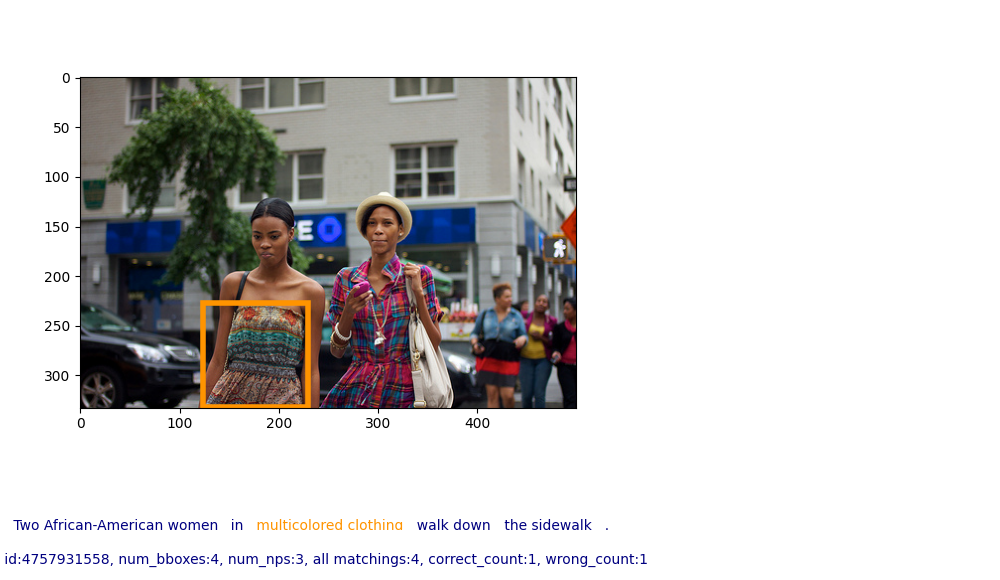 0
50
100
150
200
250
300
0 100 200 300 400
E
Two African-American women in multicolored clothing walk down the sidewalk .
id:4757931558, num_bboxes:4, num_nps:3, all matchings:4, correct_count:1, wrong_count:1